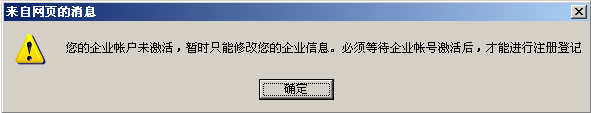 来自网页的消息
您的企业帐户未激活，暂时只能修改您的企业信息。必须等待企业帐号激活后，才能进行注册登记
确定